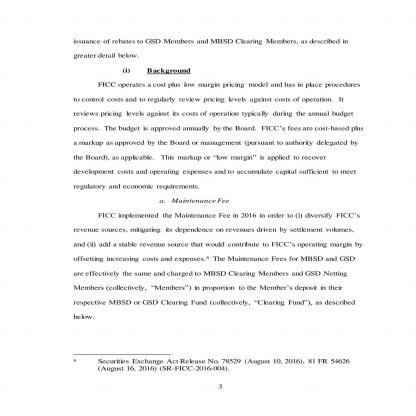 issuance of rebates to GSD Members and MBSD Clearing Members, as described in
greater detail below.
(i) Background
FICC operates a cost plus low margin pricing model and has in place procedures
to control costs and to regularly review pricing levels against costs of operation. It
reviews pricing levels against its costs of operation typically during the annual budget
process. The budget is approved annually by the Board. FICC's fees are cost-based plus
a markup as approved by the Board or management (pursuant to authority delegated by
the Board), as applicable. This markup or "low margin" is applied to recover
development costs and operating expenses and to accumulate capital sufficient to meet
regulatory and economic requirements.
a. Maintenance Fee
FICC implemented the Maintenance Fee in 2016 in order to (i) diversify FICC's
revenue sources, mitigating its dependence on revenues driven by settlement volumes,
and (ii) add a stable revenue source that would contribute to FICC's operating margin by
offsetting increasing costs and expenses.6 The Maintenance Fees for MBSD and GSD
are effectively the same and charged to MBSD Clearing Members and GSD Netting
Members (collectively, "Members") in proportion to the Member's deposit in their
respective MBSD or GSD Clearing Fund (collectively, "Clearing Fund"), as described
below.
6 Securities Exchange Act Release No. 78529 (August 10, 2016), 81 FR 54626
(August 16, 2016) (SR-FICC-2016-004).
3